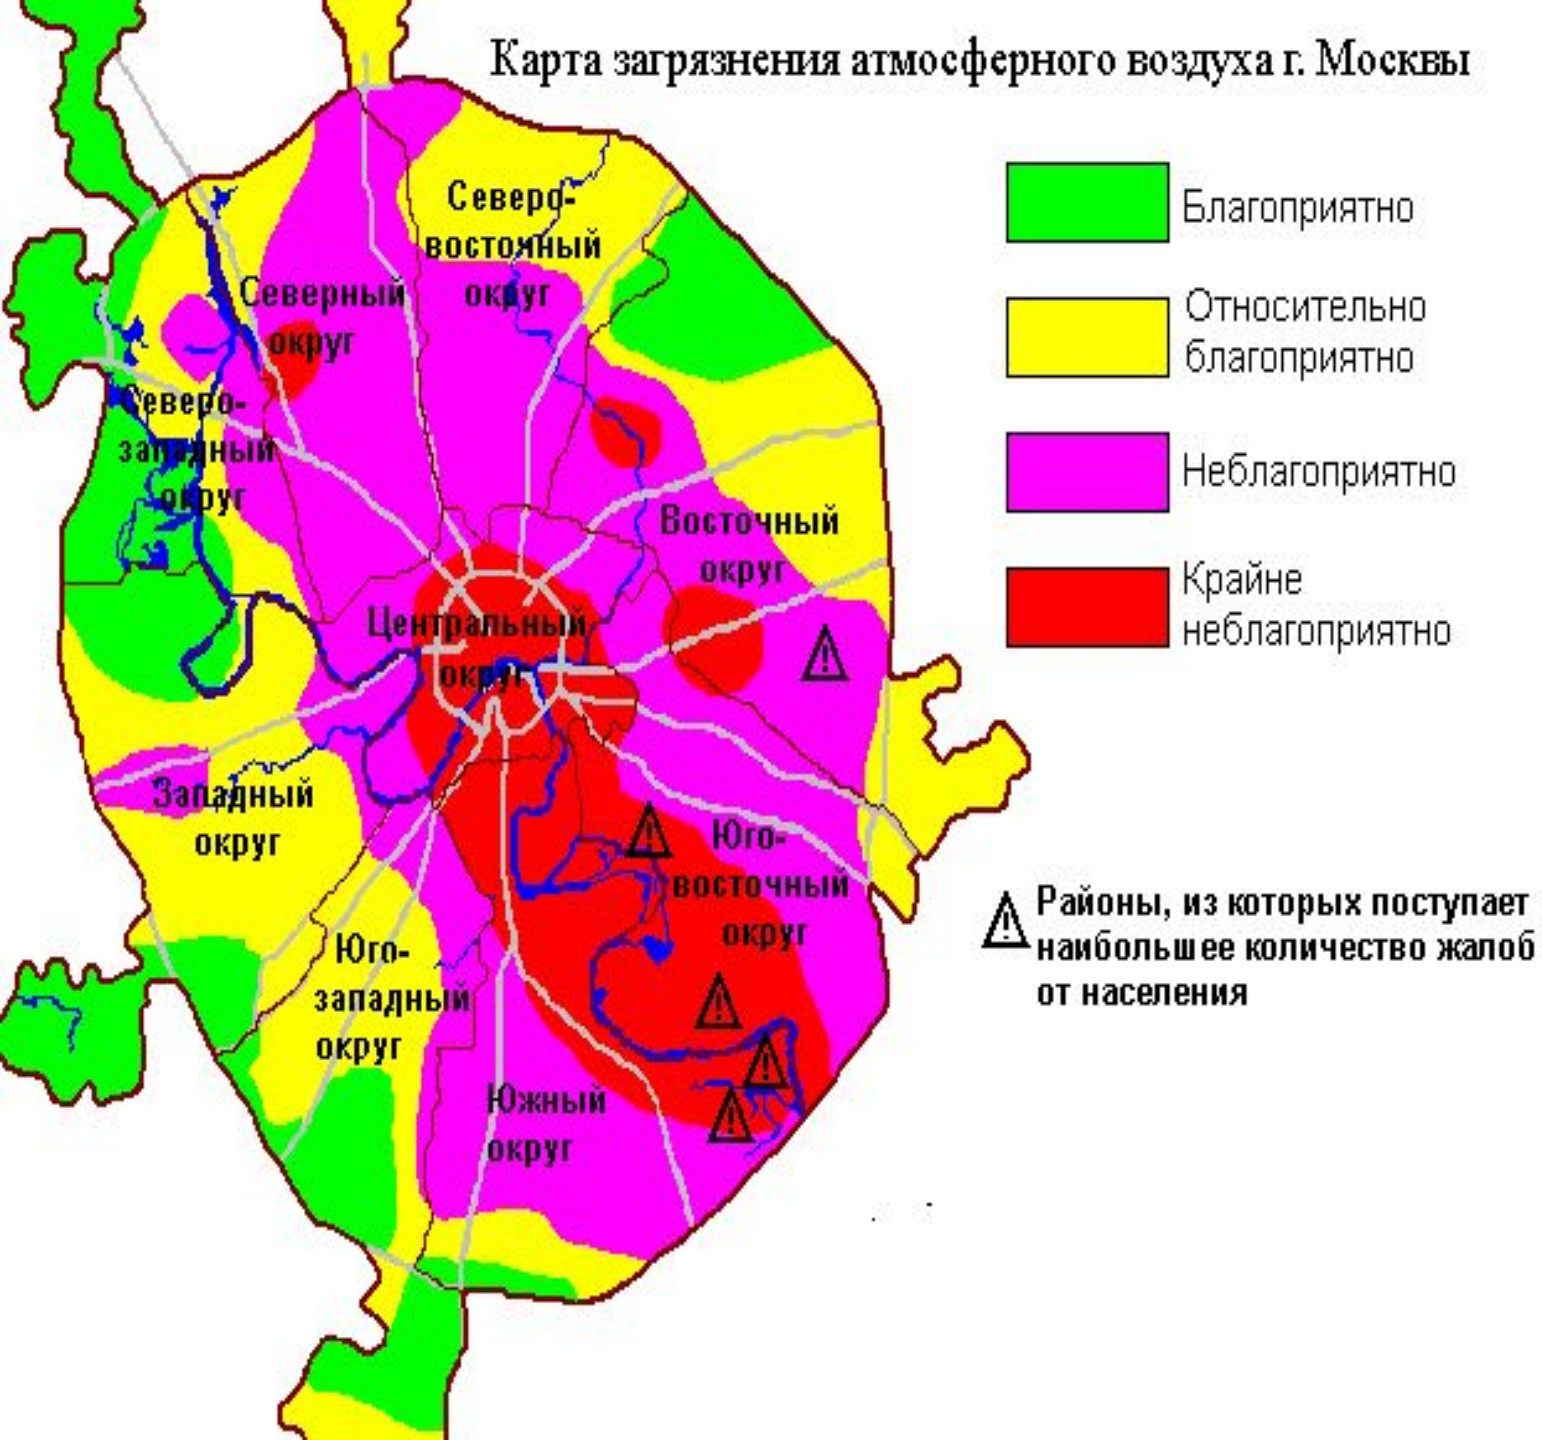 Карта загрязнения атмосферного воздуха г. Москвы
Северо-
восточный
округ
Северный
округ
Северо-
западный
округ
Восточный
округ
Центральный
округ
Западный
округ
Юго-
восточный
округ
Юго-
западный
округ
Южный
округ
Благоприятно
Относительно
благоприятно
Неблагоприятно
Крайне
неблагоприятно
Районы, из которых поступает
наибольшее количество жалоб
от населения